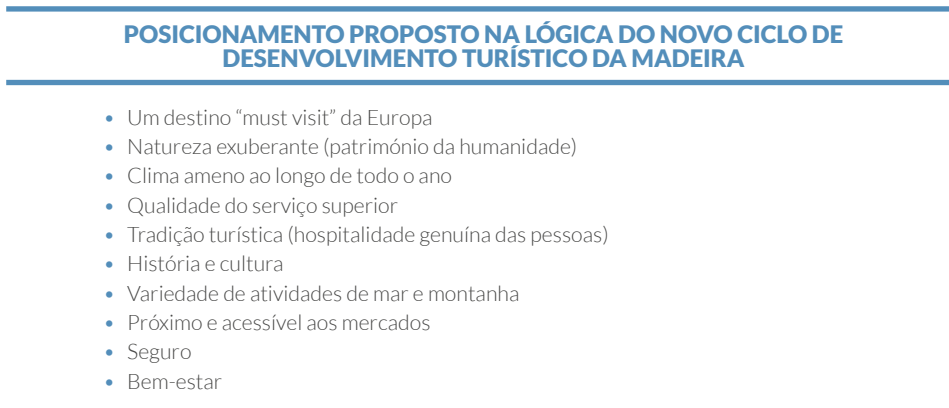 POSICIONAMENTO PROPOSTO NA LÓGICA DO NOVO CICLO DE
DESENVOLVIMENTO TURÍSTICO DA MADEIRA
• Um destino “must visit” da Europa
• Natureza exuberante (património da humanidade)
• Clima ameno ao longo de todo o ano
• Qualidade do serviço superior
• Tradição turística (hospitalidade genuína das pessoas)
• História e cultura
• Variedade de atividades de mar e montanha
• Próximo e acessível aos mercados
• Seguro
• Bem-estar